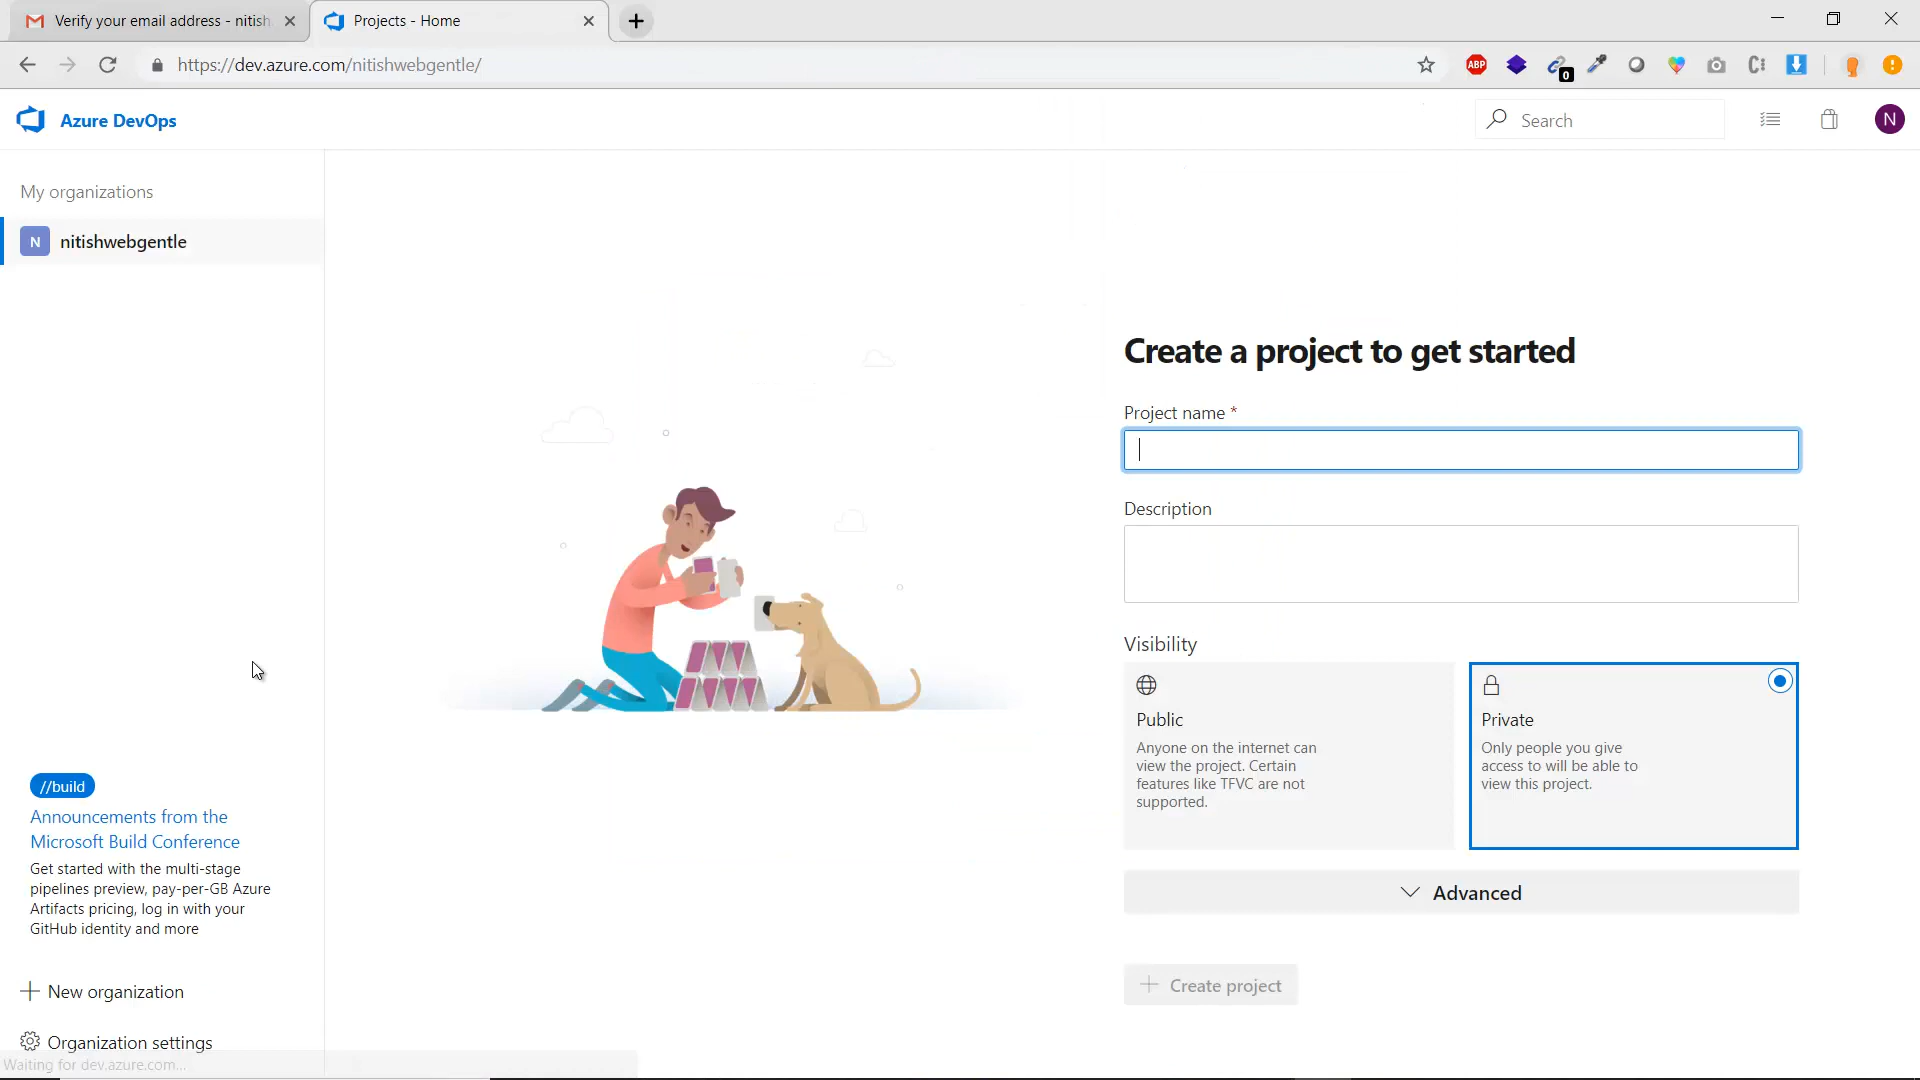 Verify your email address - nitish
Projects - Home
https://dev.azure.com/nitishwebgentle/
ABP
0
Azure DevOps
Search
N
My organizations
N nitishwebgentle
Create a project to get started
Project name *
Description
Visibility
Public
Anyone on the internet can
view the project. Certain
features like TFVC are not
supported.
Private
Only people you give
access to will be able to
view this project.
Advanced
Create project
//build
Announcements from the
Microsoft Build Conference
Get started with the multi-stage
pipelines preview, pay-per-GB Azure
Artifacts pricing, log in with your
GitHub identity and more
New organization
Organization settings
Waiting for dev.azure.com...